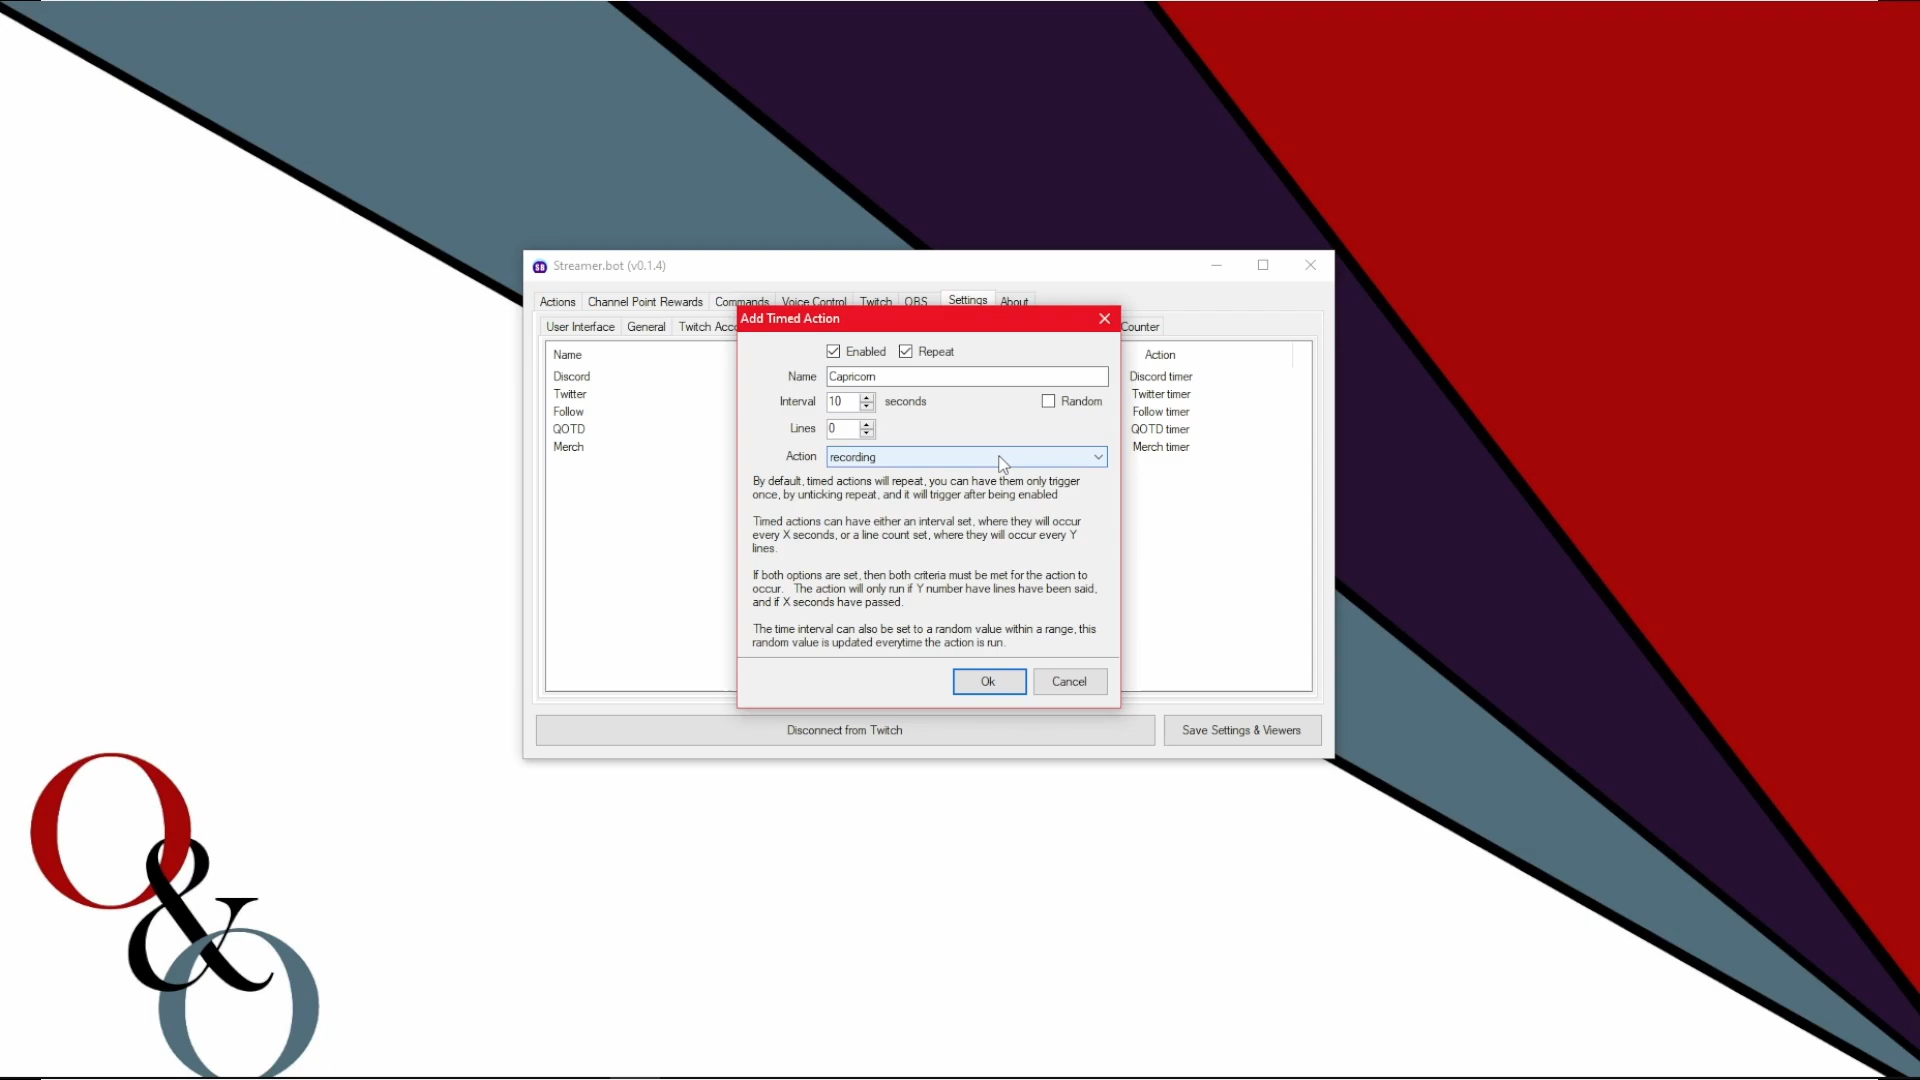 Streamer.bot (v0.1.4)
Actions Channel Point Rewards Commands Voice Control Twitch OBS Settings About
User Interface General Twitch Acco Counter
Add Timed Action
Enabled Repeat
Name Capricorn
Interval 10 seconds Random
Lines 0
Action recording
By default, timed actions will repeat, you can have them only trigger
once, by unticking repeat, and it will trigger after being enabled
Timed actions can have either an interval set, where they will occur
every X seconds, or a line count set, where they will occur every Y
lines.
If both options are set, then both criteria must be met for the action to
occur. The action will only run if Y number have lines have been said,
and if X seconds have passed.
The time interval can also be set to a random value within a range, this
random value is updated everytime the action is run.
Ok Cancel
Name Action
Discord Discord timer
Twitter Twitter timer
Follow Follow timer
QOTD QOTD timer
Merch Merch timer
Disconnect from Twitch Save Settings & Viewers
O&O